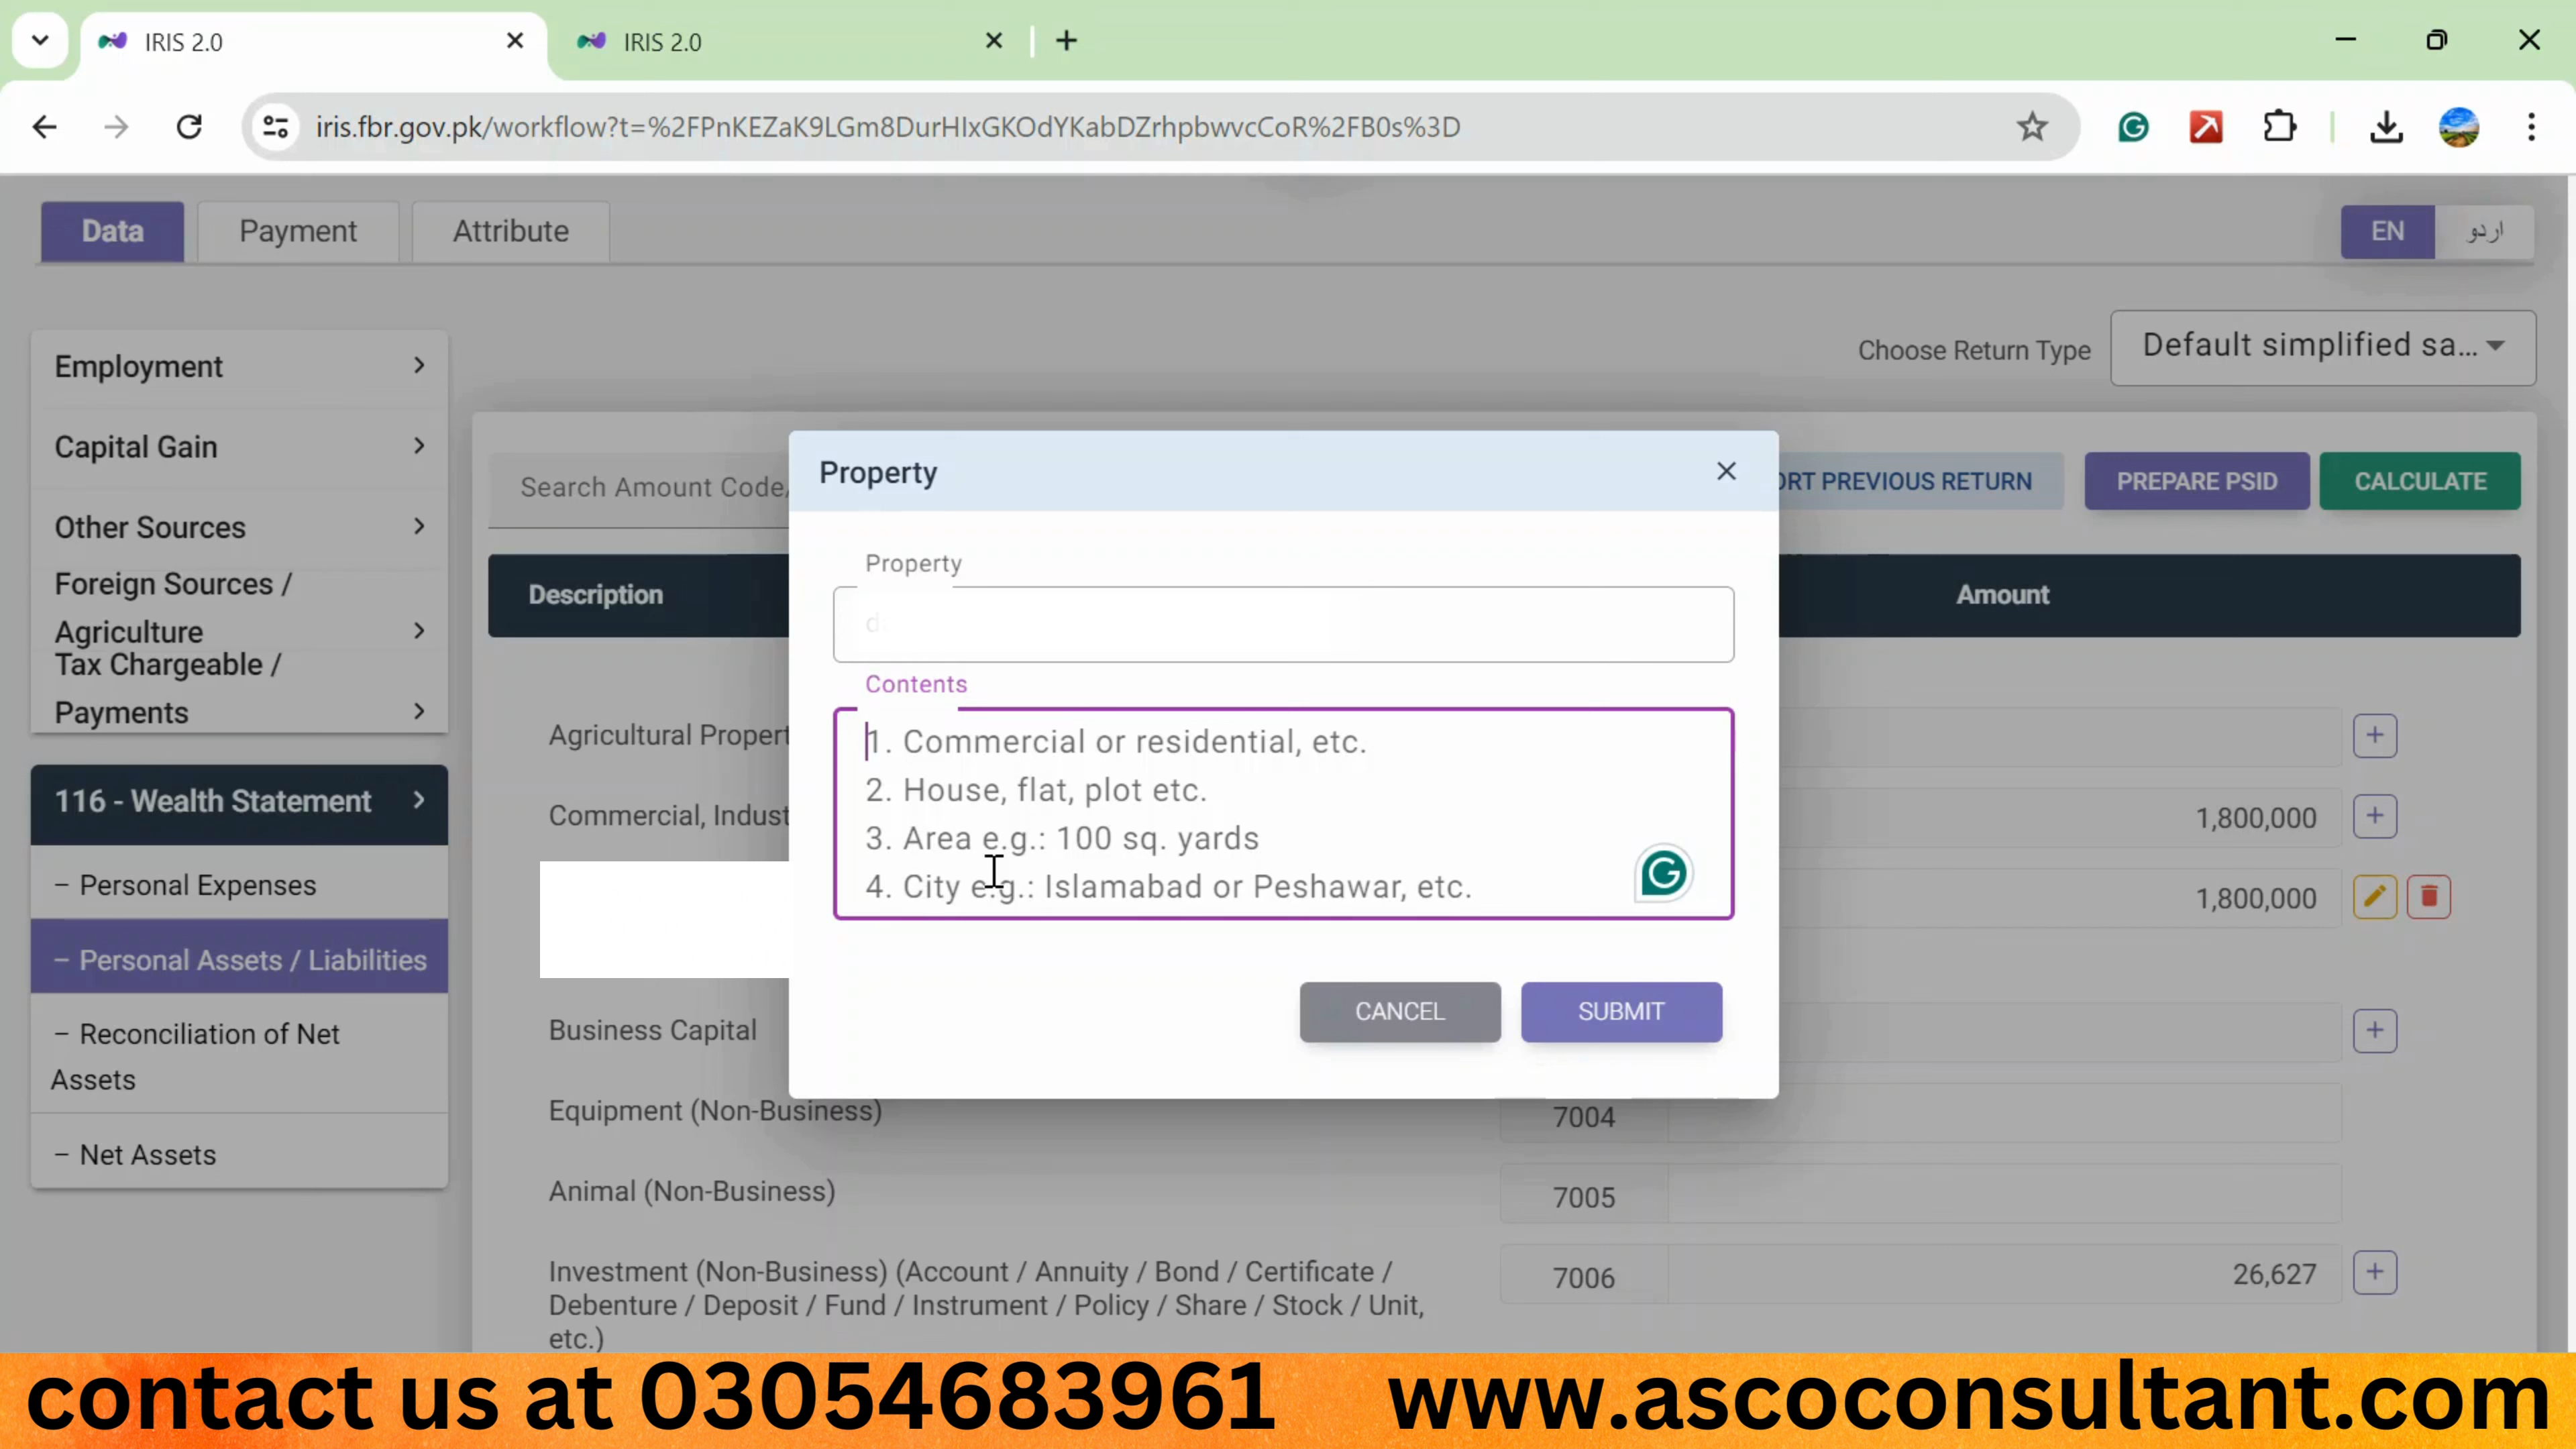 IRIS 2.0
IRIS 2.0
iris.fbr.gov.pk/workflow?t=%2FPnKEZaK9LGm8DurHIxGKOdYKabDZrhpbwvcCoR%2FB0s%3D
Data
Payment
Attribute
EN
اردو
Choose Return Type
Default simplified sa...
Employment
Capital Gain
Other Sources
Foreign Sources /
Agriculture
Tax Chargeable /
Payments
116 - Wealth Statement
– Personal Expenses
– Personal Assets / Liabilities
– Reconciliation of Net
Assets
– Net Assets
Search Amount Code/
ORT PREVIOUS RETURN
PREPARE PSID
CALCULATE
Description
Amount
Agricultural Propert
Commercial, Indust
1,800,000
1,800,000
Business Capital
Equipment (Non-Business)
7004
Animal (Non-Business)
7005
Investment (Non-Business) (Account / Annuity / Bond / Certificate /
Debenture / Deposit / Fund / Instrument / Policy / Share / Stock / Unit,
etc.)
7006
26,627
Property
Property
d
Contents
1. Commercial or residential, etc.
2. House, flat, plot etc.
3. Area e.g.: 100 sq. yards
4. City e.g.: Islamabad or Peshawar, etc.
CANCEL
SUBMIT
contact us at 03054683961
www.ascoconsultant.com